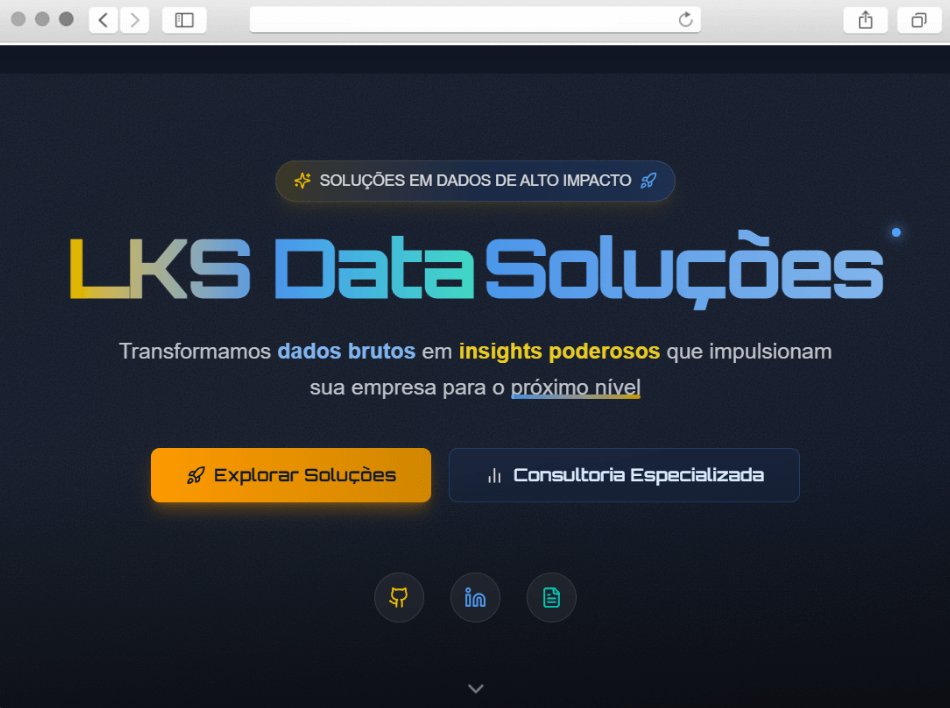 SOLUÇÕES EM DADOS DE ALTO IMPACTO
LKS Data Soluções
Transformamos dados brutos em insights poderosos que impulsionam
sua empresa para o próximo nível
Explorar Soluções
Consultoria Especializada